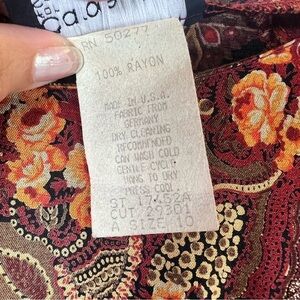 RN 50277
100% RAYON
MADE IN U.S.A.
FABRIC FROM
GERMANY
DRY CLEANING
RECOMMENDED
CAN WASH COLD
GENTLE CYCLE
HANG TO DRY
PRESS COOL
ST 17452A
CUT 29301
A SIZE 10